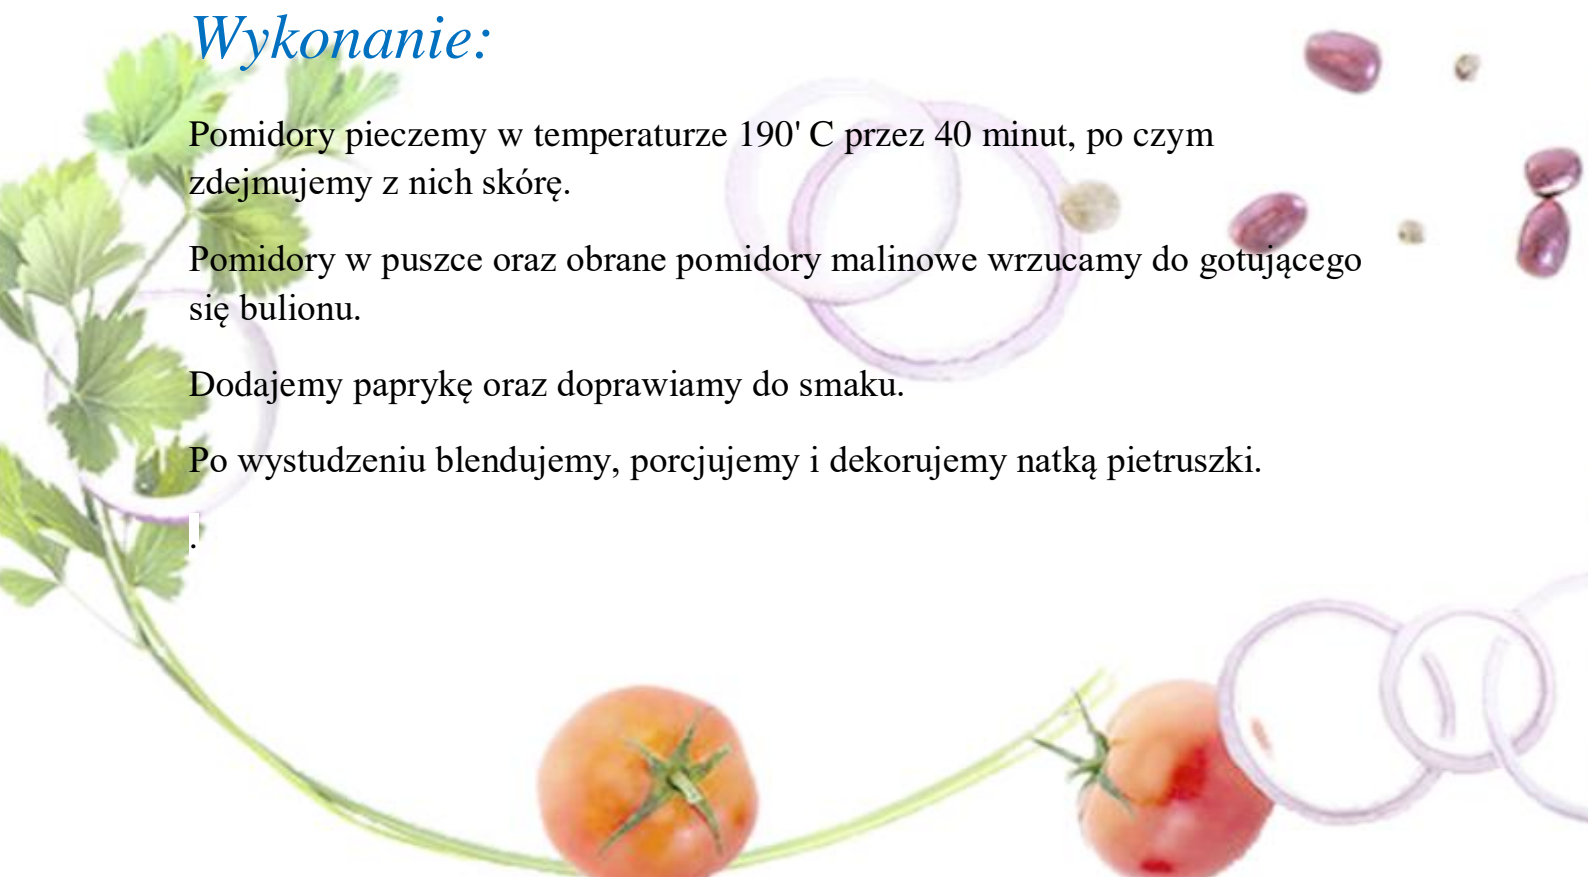 Wykonanie:
Pomidory pieczemy w temperaturze 190' C przez 40 minut, po czym
zdejmujemy z nich skórę.
Pomidory w puszce oraz obrane pomidory malinowe wrzucamy do gotującego
się bulionu.
Dodajemy paprykę oraz doprawiamy do smaku.
Po wystudzeniu blendujemy, porcjujemy i dekorujemy natką pietruszki.
.